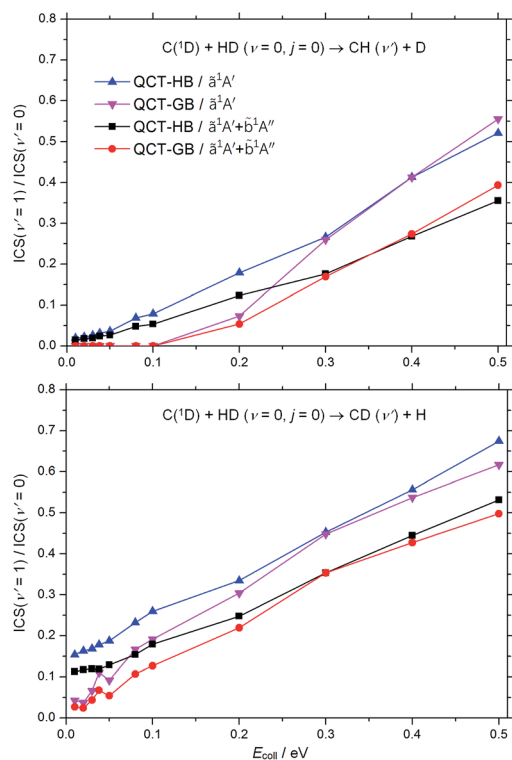 C(¹D) + HD (ν = 0, j = 0) → CH (ν′) + D
QCT-HB / ã¹A′
QCT-GB / ã¹A′
QCT-HB / ã¹A′+b̃¹A″
QCT-GB / ã¹A′+b̃¹A″
ICS(ν′ = 1) / ICS(ν′ = 0)
0.8
0.7
0.6
0.5
0.4
0.3
0.2
0.1
0.0
0.0 0.1 0.2 0.3 0.4 0.5
C(¹D) + HD (ν = 0, j = 0) → CD (ν′) + H
ICS(ν′ = 1) / ICS(ν′ = 0)
0.8
0.7
0.6
0.5
0.4
0.3
0.2
0.1
0.0
0.0 0.1 0.2 0.3 0.4 0.5
E_coll / eV